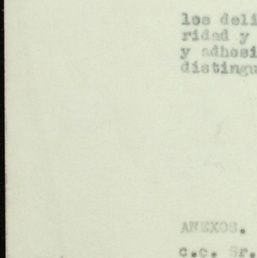 los deli
ridad y
y adhesi
distingu
ANEXOS.
c.c. Sr.